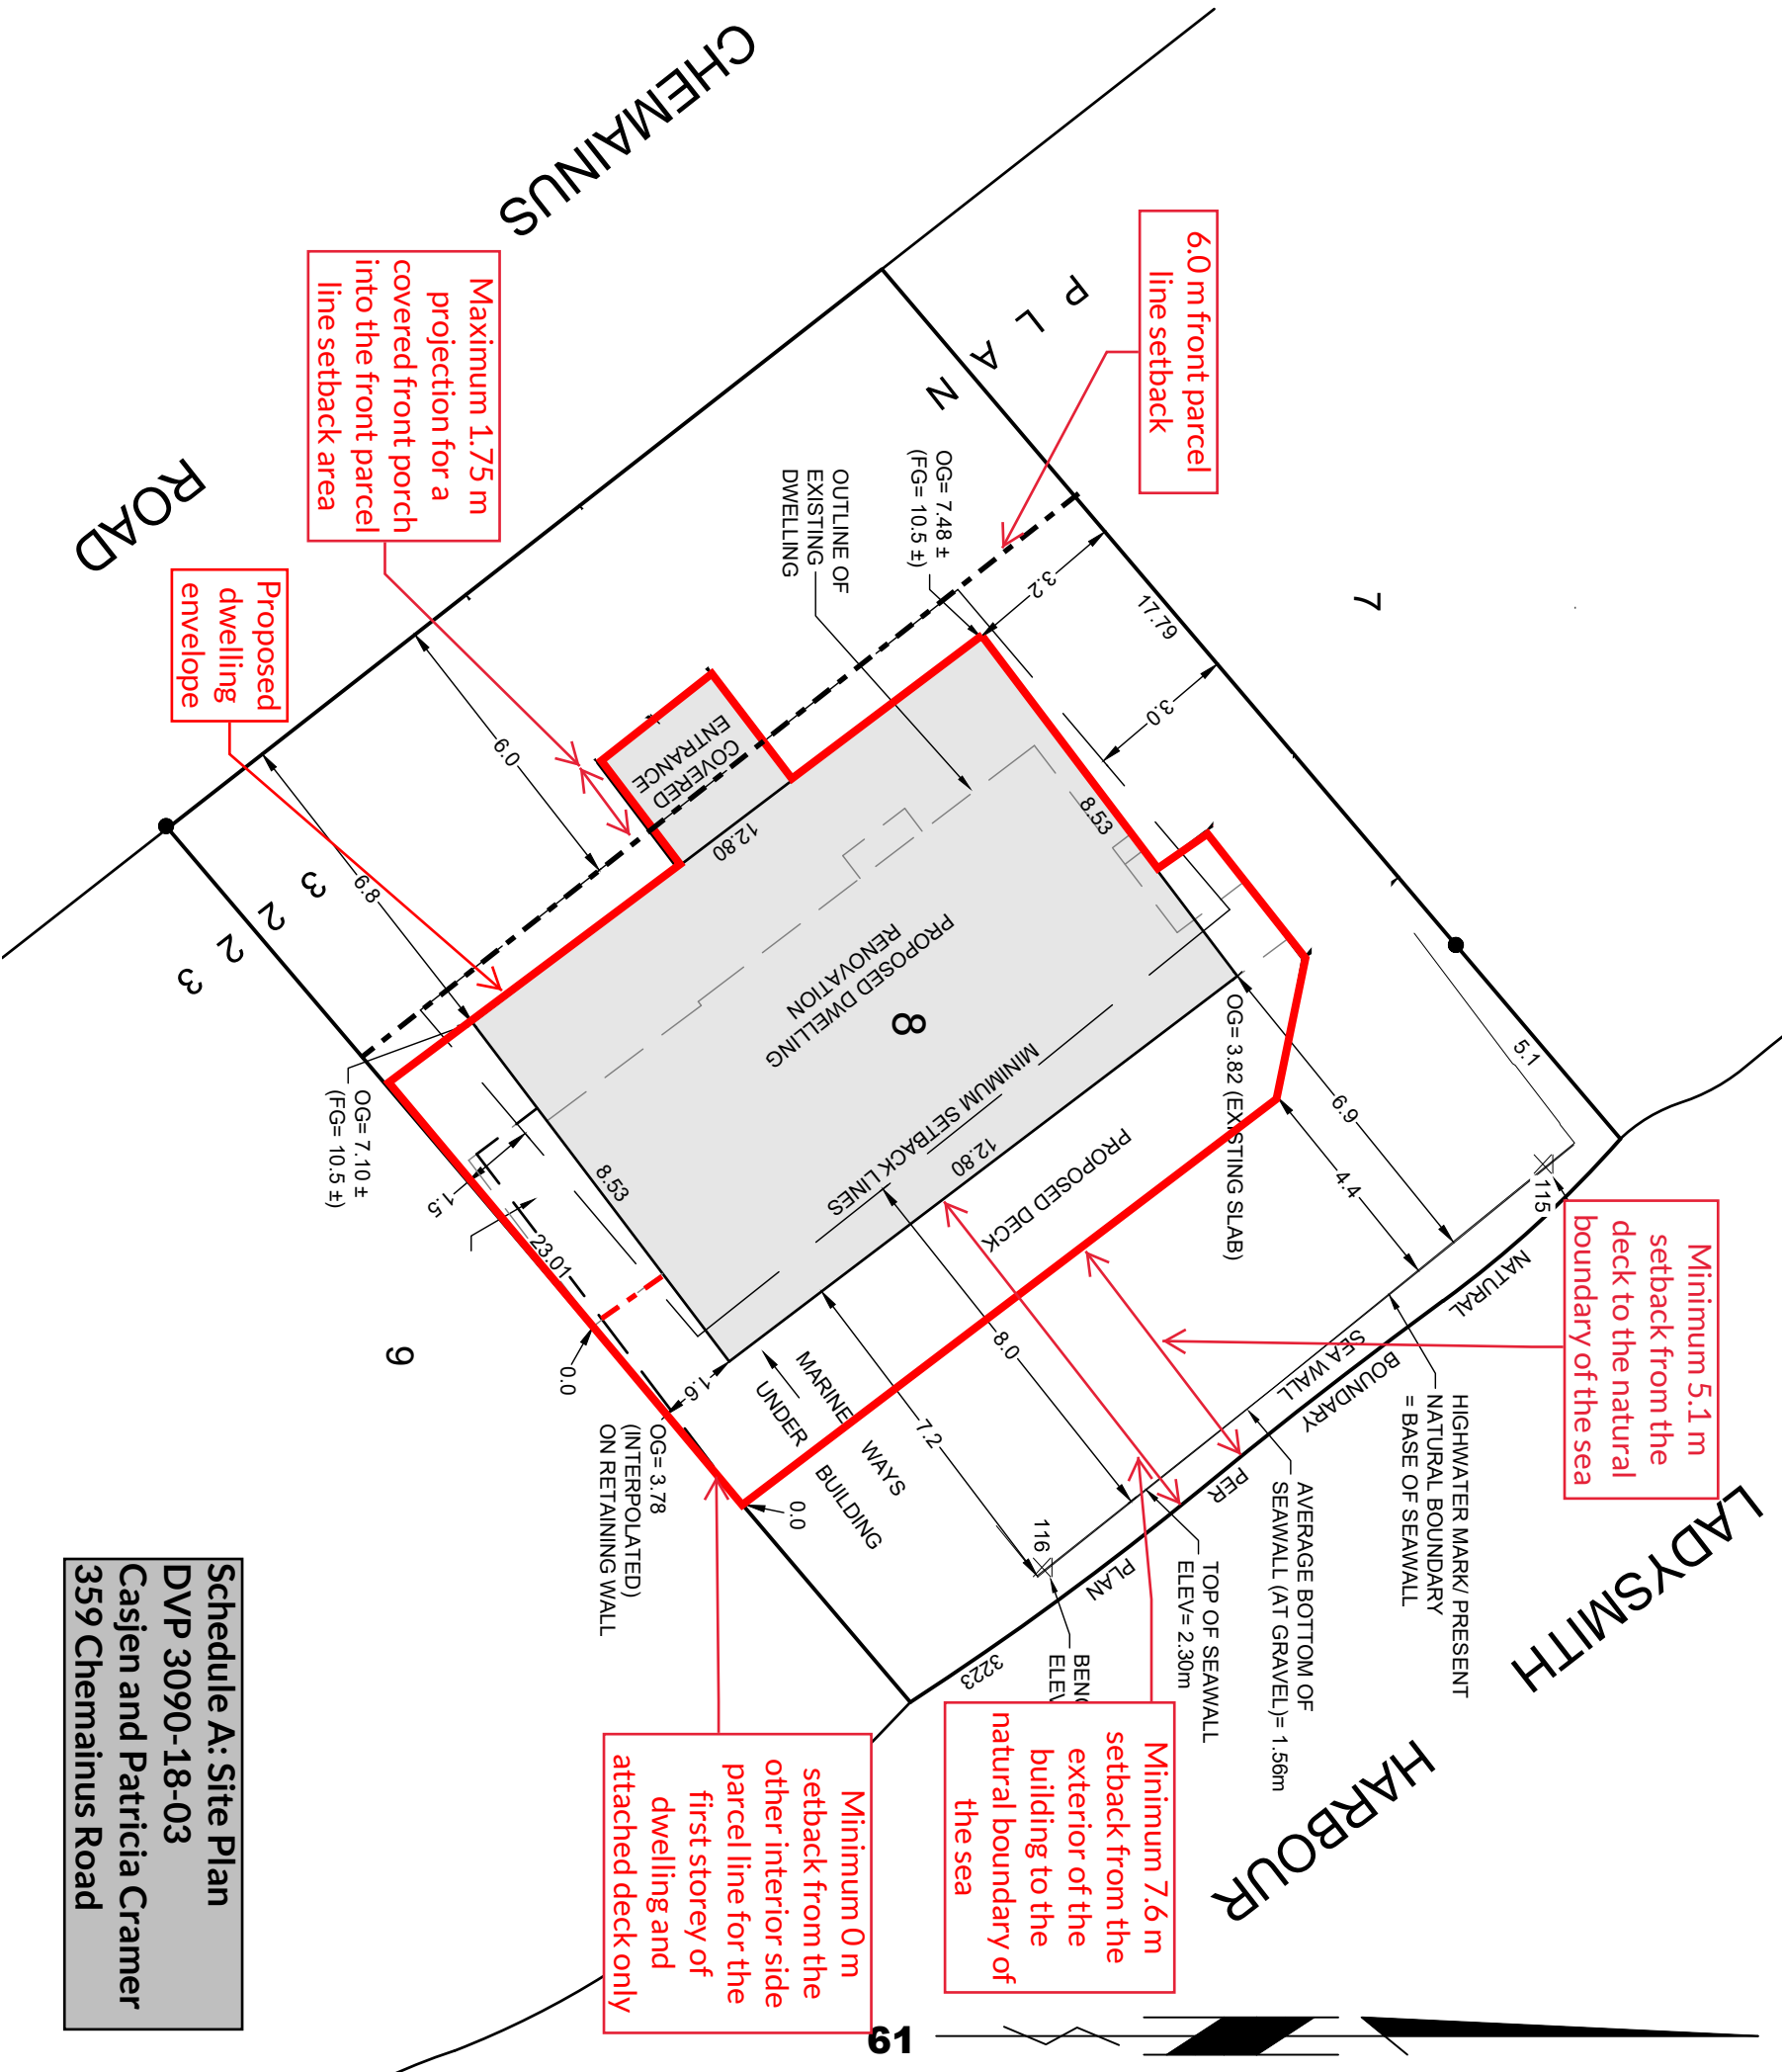 CHEMAINUS
ROAD
LADYSMITH
HARBOUR
P L A N
3 2 2 3
7
8
9
6.0 m front parcel
line setback
Maximum 1.75 m
projection for a
covered front porch
into the front parcel
line setback area
Proposed
dwelling
envelope
Minimum 5.1 m
setback from the
deck to the natural
boundary of the sea
Minimum 7.6 m
setback from the
exterior of the
building to the
natural boundary of
the sea
Minimum 0 m
setback from the
other interior side
parcel line for the
first storey of
dwelling and
attached deck only
OG= 7.48 ±
(FG= 10.5 ±)
OUTLINE OF
EXISTING
DWELLING
COVERED
ENTRANCE
PROPOSED DWELLING
RENOVATION
MINIMUM SETBACK LINES
PROPOSED DECK
OG= 3.82 (EXISTING SLAB)
OG= 7.10 ±
(FG= 10.5 ±)
OG= 3.78
(INTERPOLATED)
ON RETAINING WALL
MARINE WAYS
UNDER BUILDING
17.79
3.2
3.0
8.53
12.80
6.0
6.8
5.1
6.9
4.4
12.80
8.0
7.2
8.53
1.5
23.01
1.6
0.0
0.0
115
116
NATURAL BOUNDARY PER PLAN 3223
SEA WALL
HIGHWATER MARK/ PRESENT
NATURAL BOUNDARY
= BASE OF SEAWALL
AVERAGE BOTTOM OF
SEAWALL (AT GRAVEL)= 1.56m
TOP OF SEAWALL
ELEV= 2.30m
BENC
ELEV
Schedule A: Site Plan
DVP 3090-18-03
Casjen and Patricia Cramer
359 Chemainus Road
61